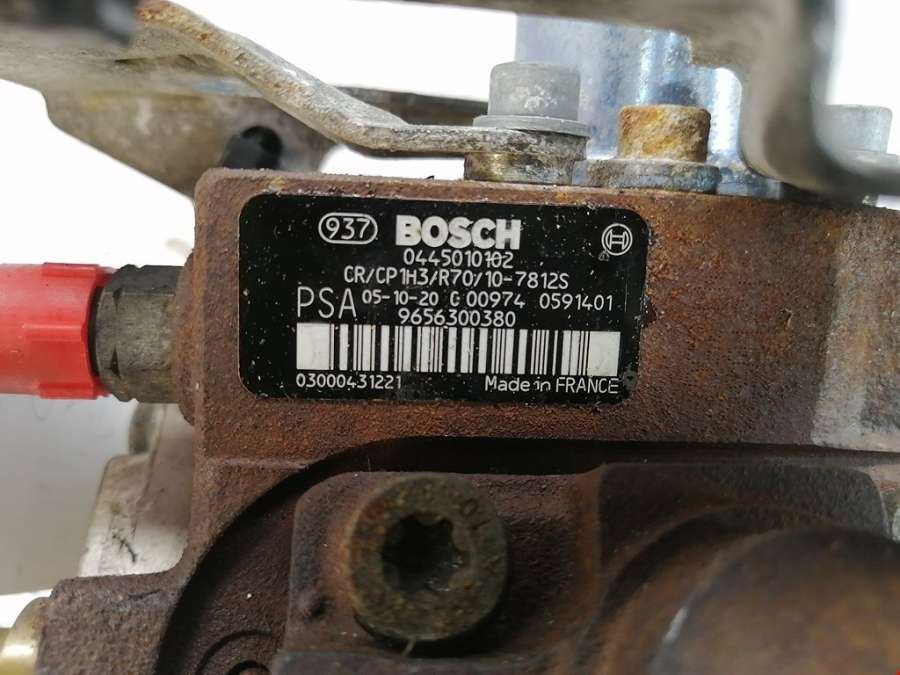 937 BOSCH
0445010102
CR/CP1H3/R70/10-7812S
PSA 05-10-20 G 00974 0591401
9656300380
03000431221 Made in FRANCE
10